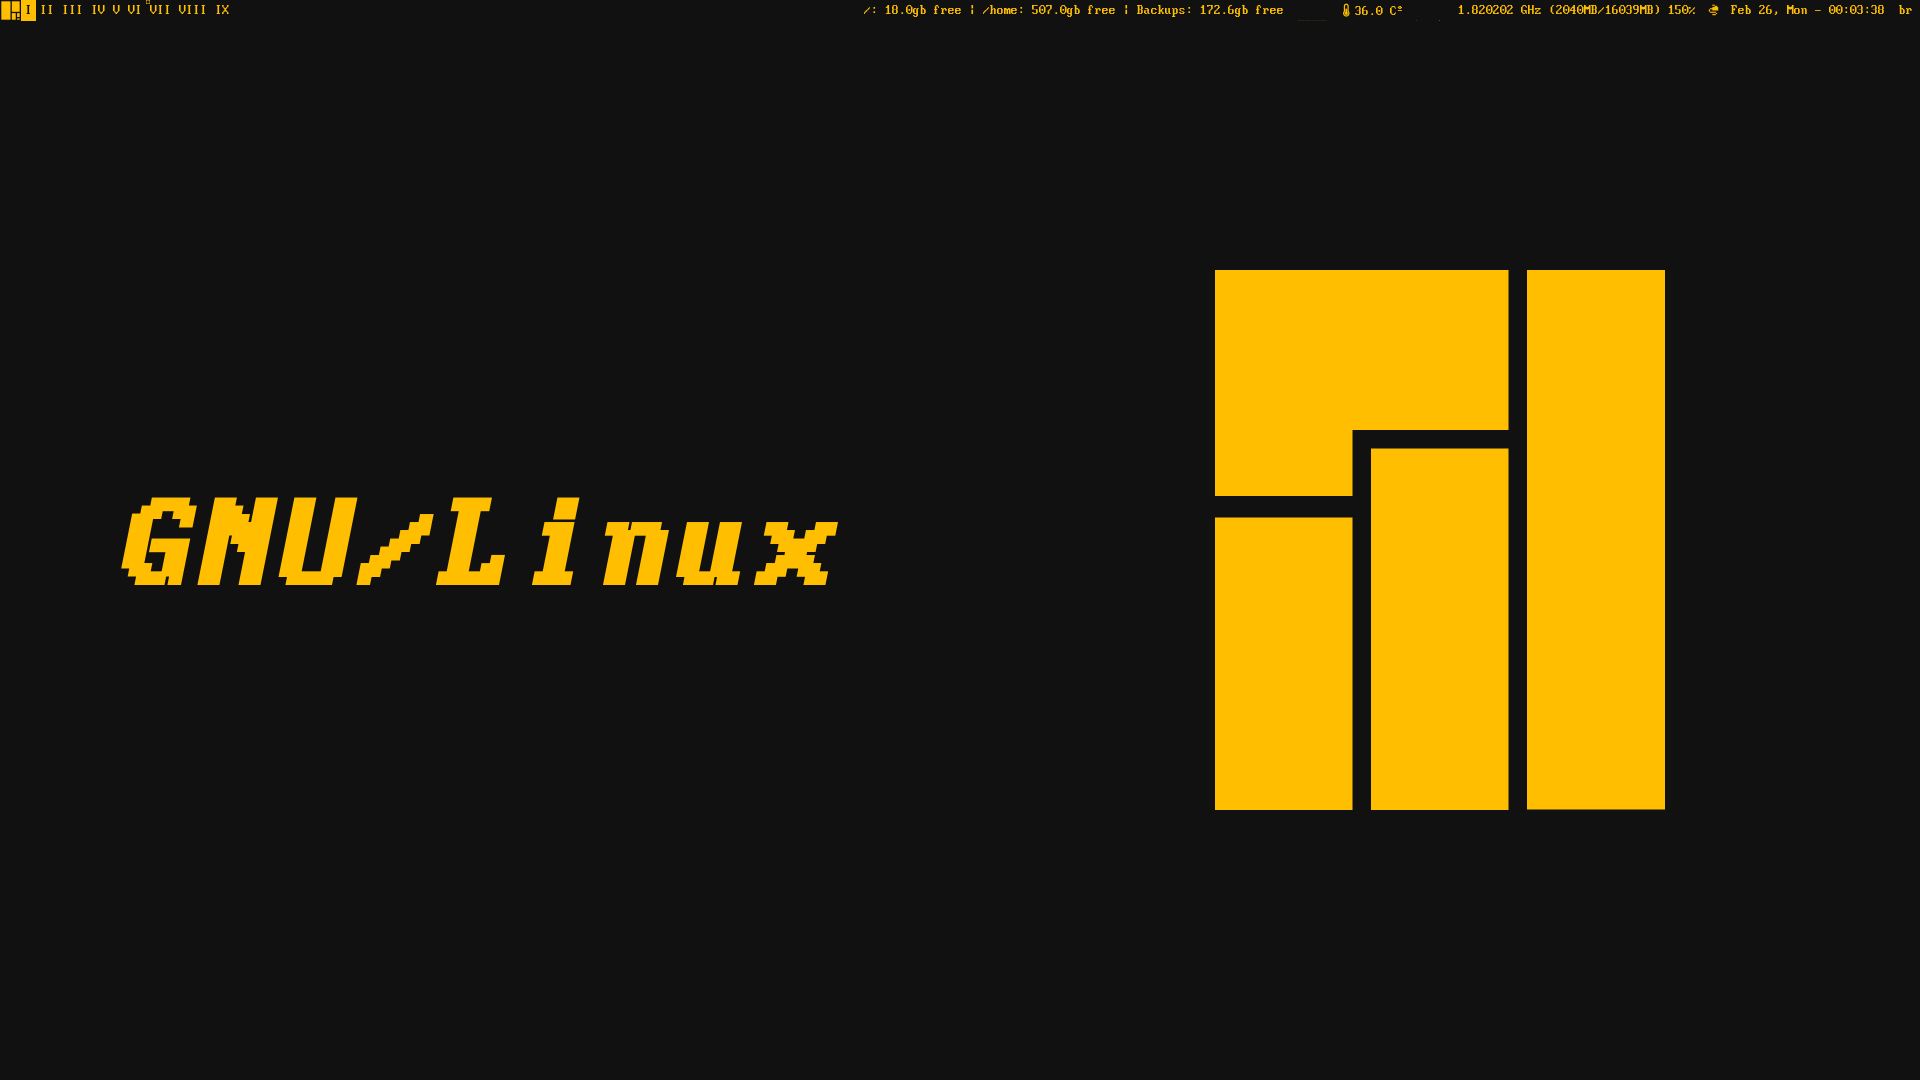 I II III IV V VI VII VIII IX /: 18.0gb free ¦ /home: 507.0gb free ¦ Backups: 172.6gb free 36.0 Cº 1.820202 GHz (2040MB/16039MB) 150% Feb 26, Mon - 00:03:38 br
GNU/Linux